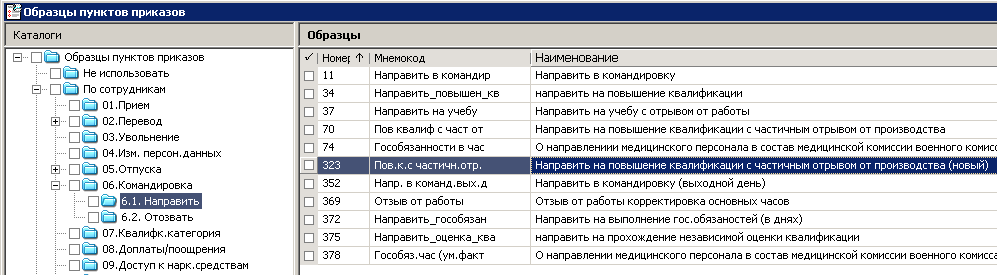 Образцы пунктов приказов
Каталоги
Образцы пунктов приказов
Не использовать
По сотрудникам
01.Прием
02.Перевод
03.Увольнение
04.Изм. персон.данных
05.Отпуска
06.Командировка
6.1. Направить
6.2. Отозвать
07.Квалифк.категория
08.Доплаты/поощрения
09.Доступ к нарк.средствам
Образцы
Номер Мнемокод Наименование
11 Направить в командир Направить в командировку
34 Направить_повышен_кв направить на повышение квалификации
37 Направить на учебу Направить на учебу с отрывом от работы
70 Пов квалиф с част от Направить на повышение квалификации с частичным отрывом от производства
74 Гособязанности в час О направлениии медицинского персонала в состав медицинской комиссии военного комисс
323 Пов.к.с частичн.отр. Направить на повышение квалификации с частичным отрывом от производства (новый)
352 Напр. в команд.вых.д Направить в командировку (выходной день)
369 Отзыв от работы Отзыв от работы корректировка основных часов
372 Направить_гособязан Направить на выполнение гос.обязаностей (в днях)
375 Направить_оценка_ква направить на прохождение независимой оценки квалификации
378 Гособяз.час (ум.факт О направлении медицинского персонала в состав медицинской комиссии военного комисс